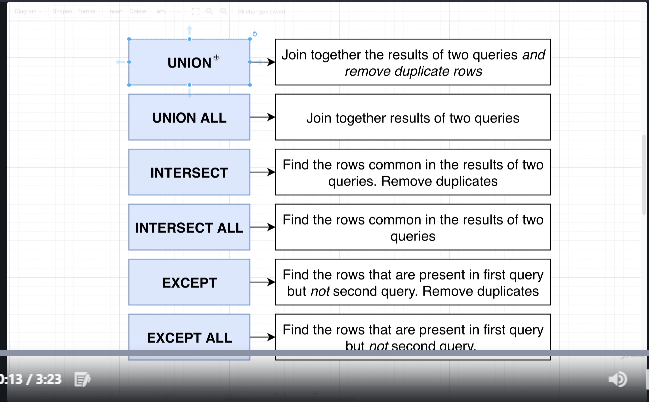 UNION
Join together the results of two queries and
remove duplicate rows
UNION ALL
Join together results of two queries
INTERSECT
Find the rows common in the results of two
queries. Remove duplicates
INTERSECT ALL
Find the rows common in the results of two
queries
EXCEPT
Find the rows that are present in first query
but not second query. Remove duplicates
EXCEPT ALL
Find the rows that are present in first query
but not second query.
0:13 / 3:23